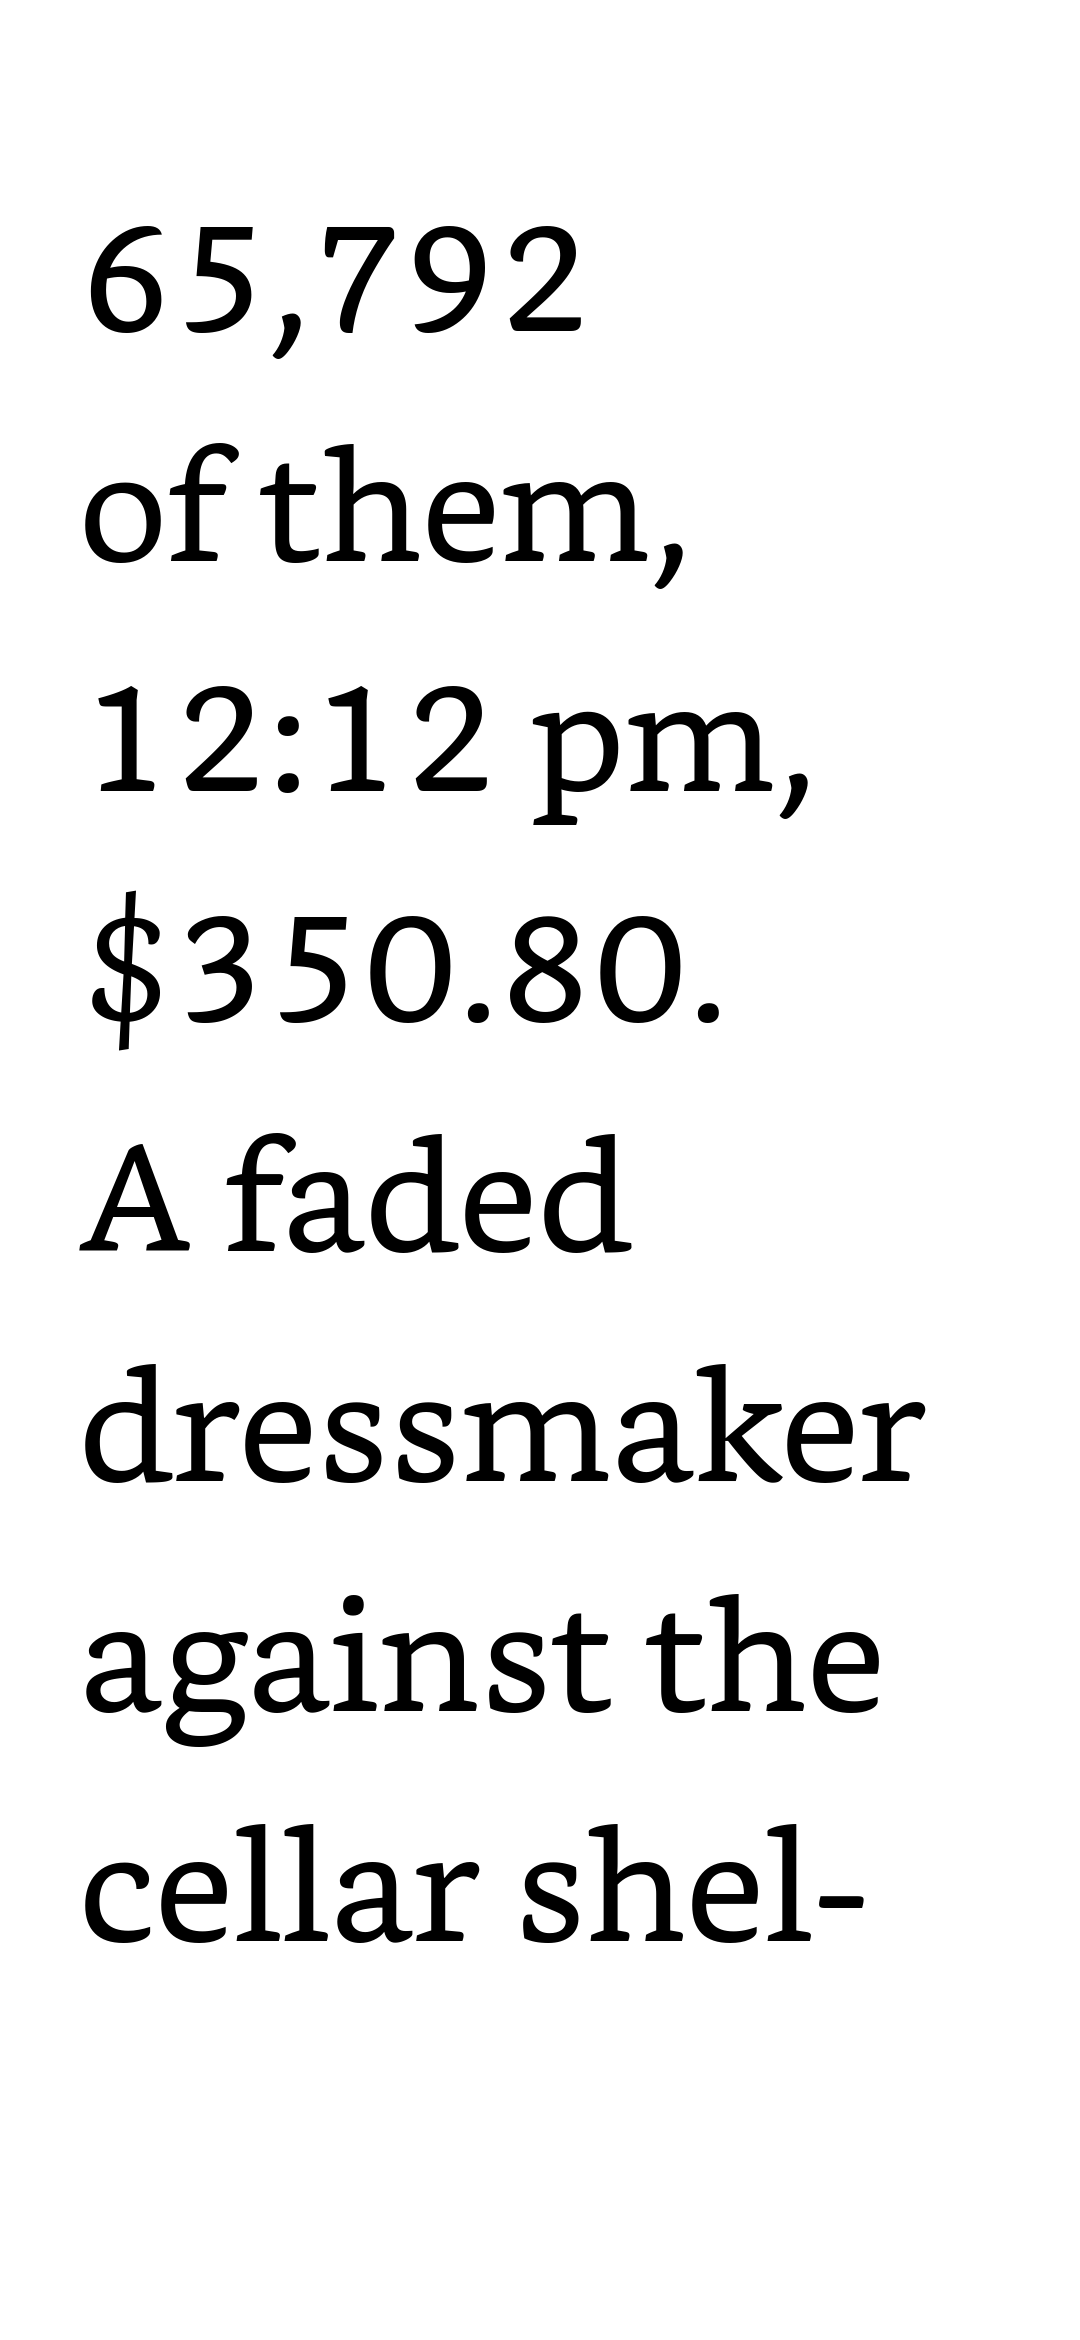 65,792
of them,
12:12 pm,
$350.80.
A faded
dressmaker
against the
cellar shel-